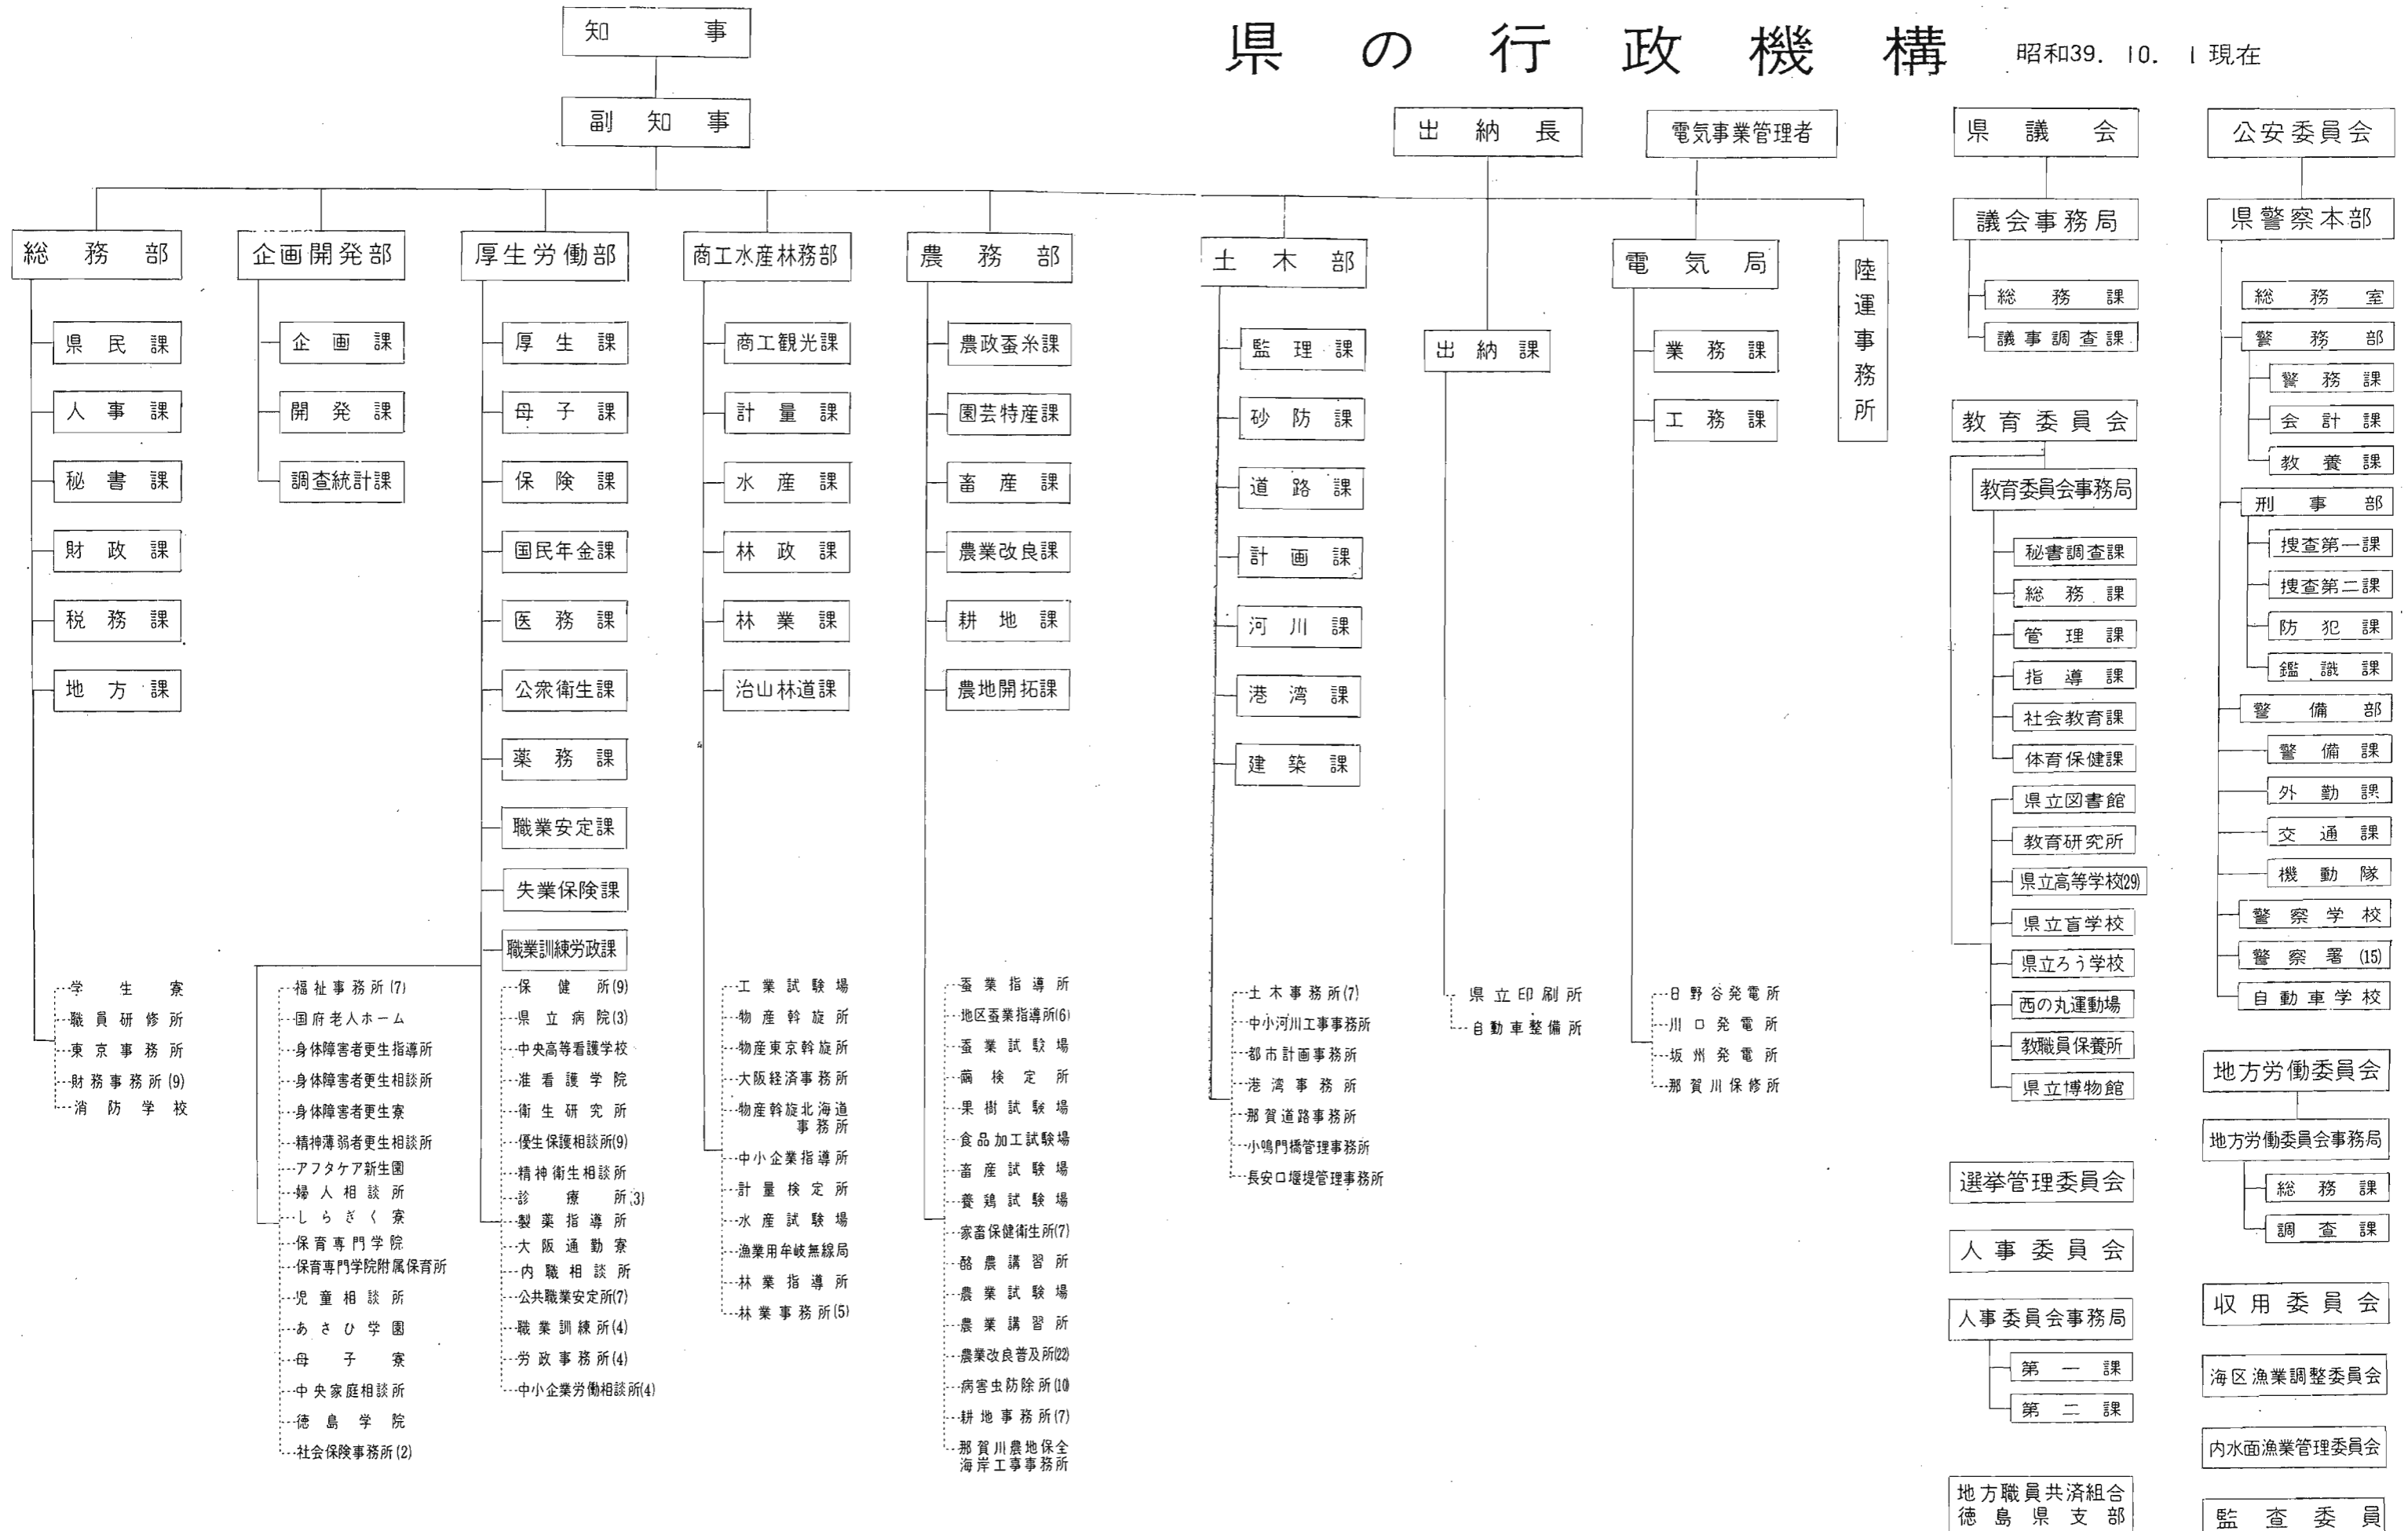 県の行政機構
昭和39. 10. 1 現在
知事
副知事
総務部
県民課
人事課
秘書課
財政課
税務課
地方課
学生寮
職員研修所
東京事務所
財務事務所(9)
消防学校
企画開発部
企画課
開発課
調査統計課
厚生労働部
厚生課
母子課
保険課
国民年金課
医務課
公衆衛生課
薬務課
職業安定課
失業保険課
職業訓練労政課
福祉事務所(7)
国府老人ホーム
身体障害者更生指導所
身体障害者更生相談所
身体障害者更生寮
精神薄弱者更生相談所
アフタケア新生園
婦人相談所
しらぎく寮
保育専門学院
保育専門学院附属保育所
児童相談所
あさひ学園
母子寮
中央家庭相談所
徳島学院
社会保険事務所(2)
保健所(9)
県立病院(3)
中央高等看護学校
准看護学院
衛生研究所
優生保護相談所(9)
精神衛生相談所
診療所(3)
製薬指導所
大阪通勤寮
内職相談所
公共職業安定所(7)
職業訓練所(4)
労政事務所(4)
中小企業労働相談所(4)
商工水産林務部
商工観光課
計量課
水産課
林政課
林業課
治山林道課
工業試験場
物産斡旋所
物産東京斡旋所
大阪経済事務所
物産斡旋北海道
事務所
中小企業指導所
計量検定所
水産試験場
漁業用牟岐無線局
林業指導所
林業事務所(5)
農務部
農政蚕糸課
園芸特産課
畜産課
農業改良課
耕地課
農地開拓課
蚕業指導所
地区蚕業指導所(6)
蚕業試験場
繭検定所
果樹試験場
食品加工試験場
畜産試験場
養鶏試験場
家畜保健衛生所(7)
酪農講習所
農業試験場
農業講習所
農業改良普及所(22)
病害虫防除所(10)
耕地事務所(7)
那賀川農地保全
海岸工事事務所
土木部
監理課
砂防課
道路課
計画課
河川課
港湾課
建築課
土木事務所(7)
中小河川工事事務所
都市計画事務所
港湾事務所
那賀道路事務所
小鳴門橋管理事務所
長安口堰堤管理事務所
出納長
出納課
県立印刷所
自動車整備所
電気事業管理者
電気局
業務課
工務課
日野谷発電所
川口発電所
坂州発電所
那賀川保修所
陸運事務所
県議会
議会事務局
総務課
議事調査課
教育委員会
教育委員会事務局
秘書調査課
総務課
管理課
指導課
社会教育課
体育保健課
県立図書館
教育研究所
県立高等学校(29)
県立盲学校
県立ろう学校
西の丸運動場
教職員保養所
県立博物館
選挙管理委員会
人事委員会
人事委員会事務局
第一課
第二課
地方職員共済組合
徳島県支部
公安委員会
県警察本部
総務室
警務部
警務課
会計課
教養課
刑事部
捜査第一課
捜査第二課
防犯課
鑑識課
警備部
警備課
外勤課
交通課
機動隊
警察学校
警察署(15)
自動車学校
地方労働委員会
地方労働委員会事務局
総務課
調査課
収用委員会
海区漁業調整委員会
内水面漁業管理委員会
監査委員